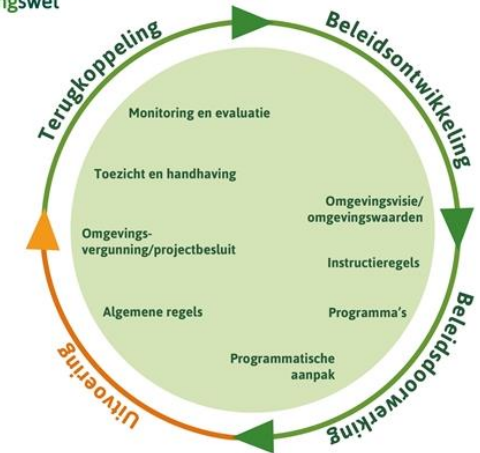 ngswet
Terugkoppeling
Beleidsontwikkeling
Monitoring en evaluatie
Toezicht en handhaving
Omgevingsvisie/
omgevingswaarden
Omgevings-
vergunning/projectbesluit
Instructieregels
Algemene regels
Programma's
Programmatische
aanpak
Uitvoering
Beleidsdoorwerking